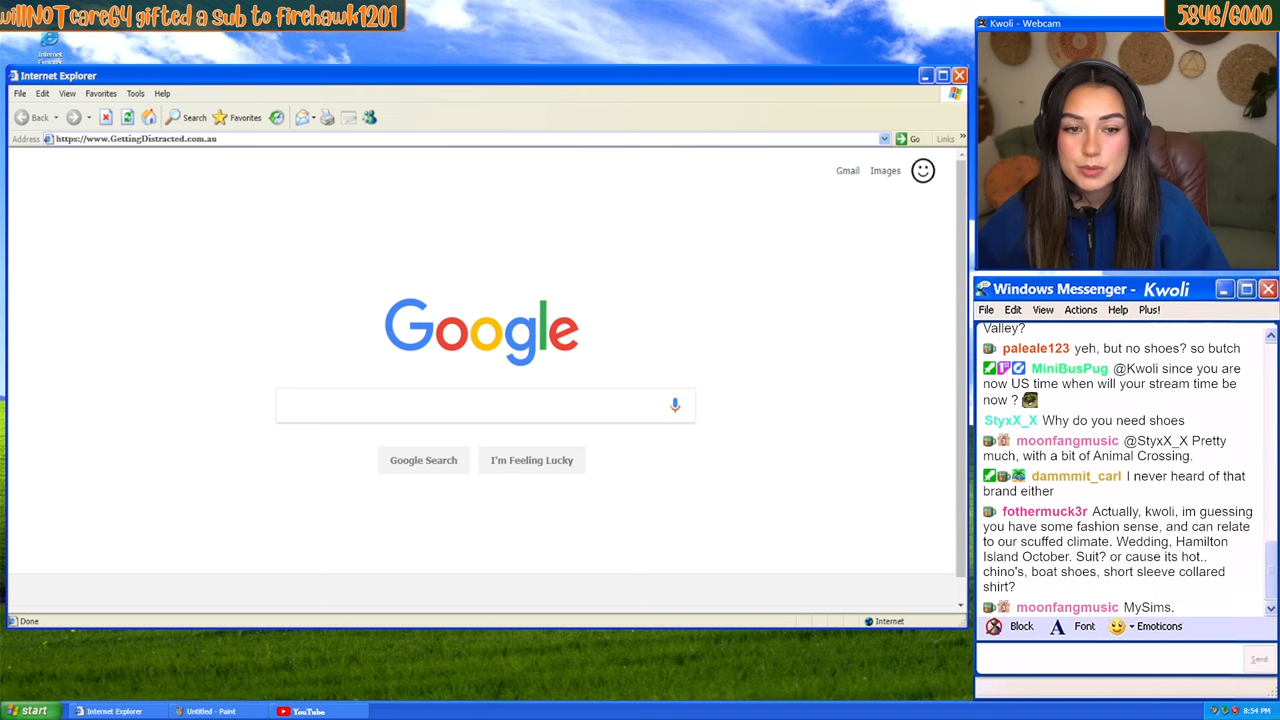 willNOTcare64 gifted a sub to firehawk1201
5846/6000
Internet
Explorer
Internet Explorer
File Edit View Favorites Tools Help
Back Search Favorites
Address https://www.GettingDistracted.com.au Go Links
Gmail Images
Google
Google Search I'm Feeling Lucky
Done Internet
Kwoli - Webcam
Windows Messenger - Kwoli
File Edit View Actions Help Plus!
Valley?
paleale123 yeh, but no shoes? so butch
MiniBusPug @Kwoli since you are
now US time when will your stream time be
now ?
StyxX_X Why do you need shoes
moonfangmusic @StyxX_X Pretty
much, with a bit of Animal Crossing.
dammmit_carl I never heard of that
brand either
fothermuck3r Actually, kwoli, im guessing
you have some fashion sense, and can relate
to our scuffed climate. Wedding, Hamilton
Island October. Suit? or cause its hot..
chino's, boat shoes, short sleeve collared
shirt?
moonfangmusic MySims.
Block Font Emoticons
Send
start Internet Explorer Untitled - Paint YouTube 8:54 PM